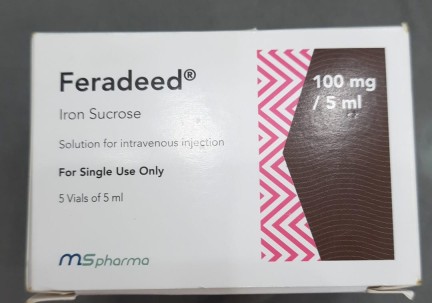 Feradeed®
Iron Sucrose
Solution for intravenous injection
For Single Use Only
5 Vials of 5 ml
100 mg
/ 5 ml
MS pharma